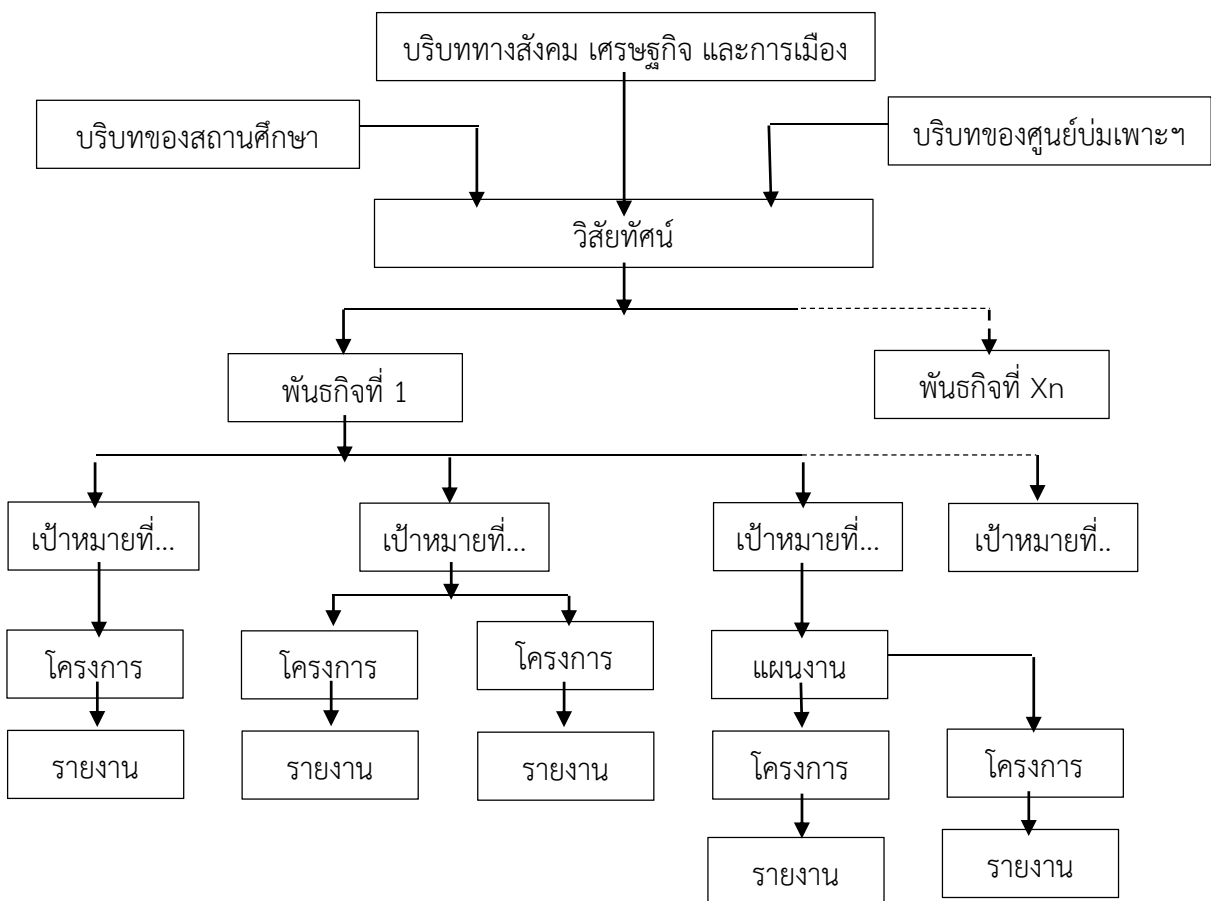 บริบททางสังคม เศรษฐกิจ และการเมือง
บริบทของสถานศึกษา
บริบทของศูนย์บ่มเพาะฯ
วิสัยทัศน์
พันธกิจที่ 1
พันธกิจที่ Xn
เป้าหมายที่...
เป้าหมายที่...
เป้าหมายที่...
เป้าหมายที่..
โครงการ
โครงการ
โครงการ
แผนงาน
รายงาน
รายงาน
รายงาน
โครงการ
โครงการ
รายงาน
รายงาน